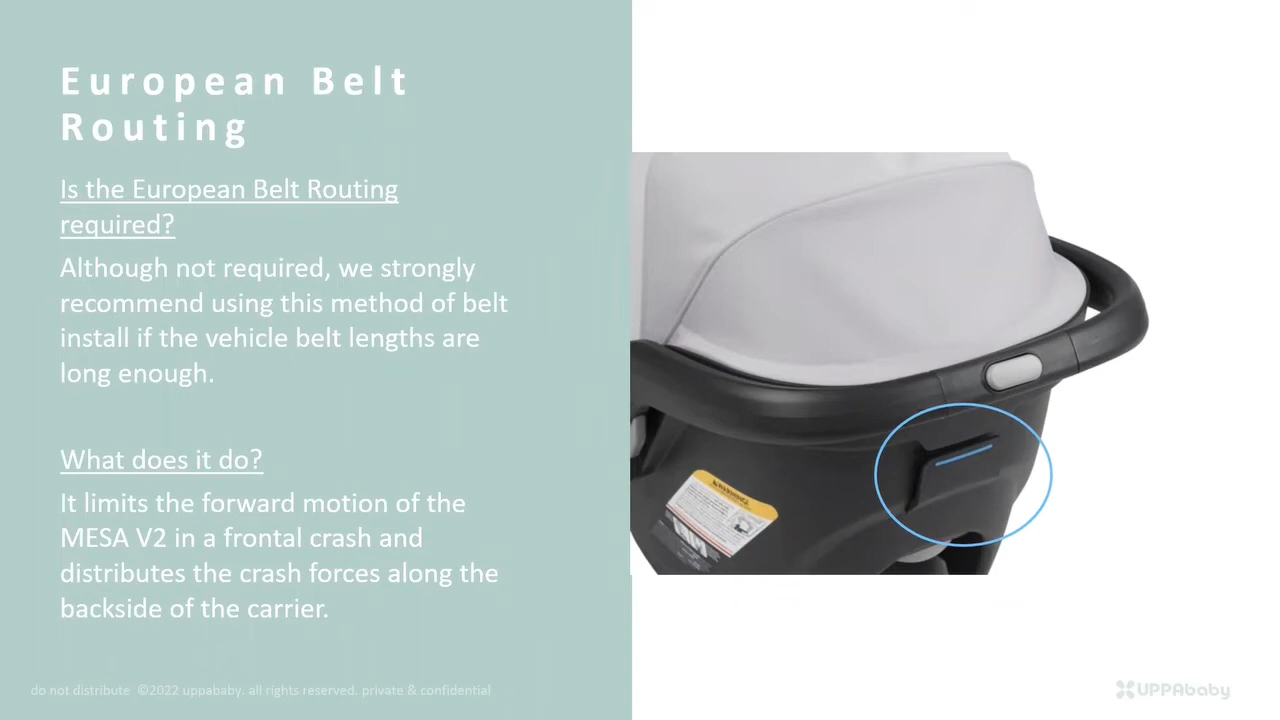 European Belt
Routing
Is the European Belt Routing
required?
Although not required, we strongly
recommend using this method of belt
install if the vehicle belt lengths are
long enough.
What does it do?
It limits the forward motion of the
MESA V2 in a frontal crash and
distributes the crash forces along the
backside of the carrier.
do not distribute ©2022 uppababy. all rights reserved. private & confidential
UPPAbaby